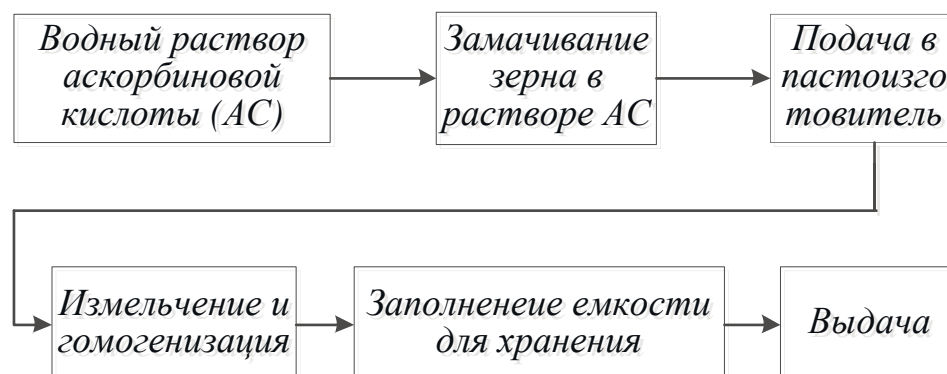 Водный раствор
аскорбиновой
кислоты (АС)
Замачивание
зерна в
растворе АС
Подача в
пастоизго
товитель
Измельчение и
гомогенизация
Заполненеие емкости
для хранения
Выдача